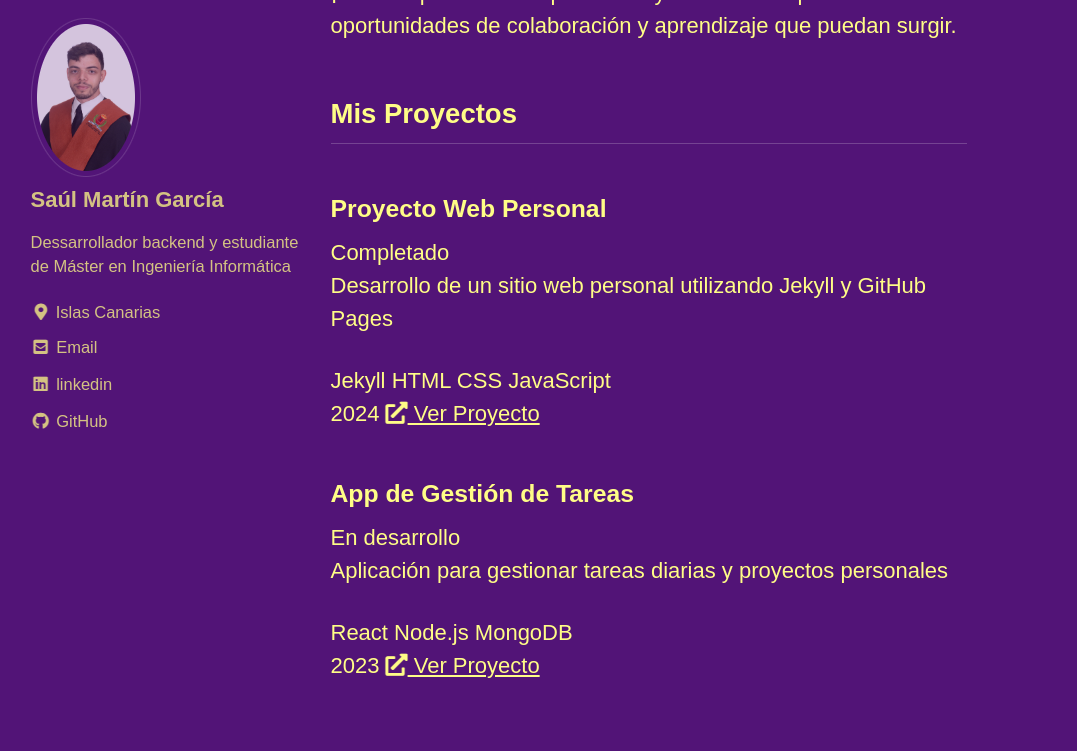 oportunidades de colaboración y aprendizaje que puedan surgir.
Saúl Martín García
Dessarrollador backend y estudiante
de Máster en Ingeniería Informática
Islas Canarias
Email
linkedin
GitHub
Mis Proyectos
Proyecto Web Personal
Completado
Desarrollo de un sitio web personal utilizando Jekyll y GitHub
Pages
Jekyll HTML CSS JavaScript
2024 Ver Proyecto
App de Gestión de Tareas
En desarrollo
Aplicación para gestionar tareas diarias y proyectos personales
React Node.js MongoDB
2023 Ver Proyecto